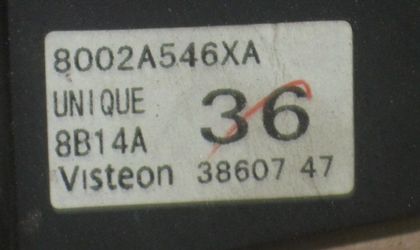 8002A546XA
UNIQUE
36
8B14A
Visteon 38607 47